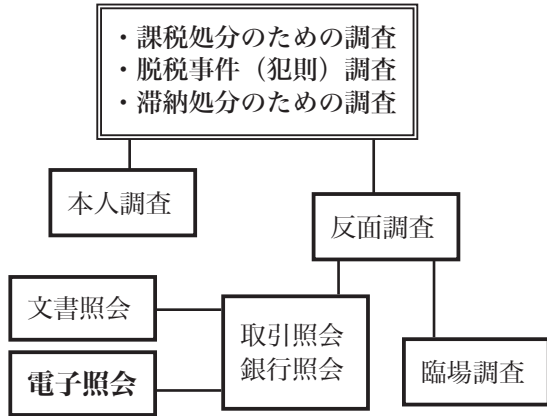 ・課税処分のための調査
・脱税事件（犯則）調査
・滞納処分のための調査
本人調査
反面調査
文書照会
取引照会
銀行照会
電子照会
臨場調査